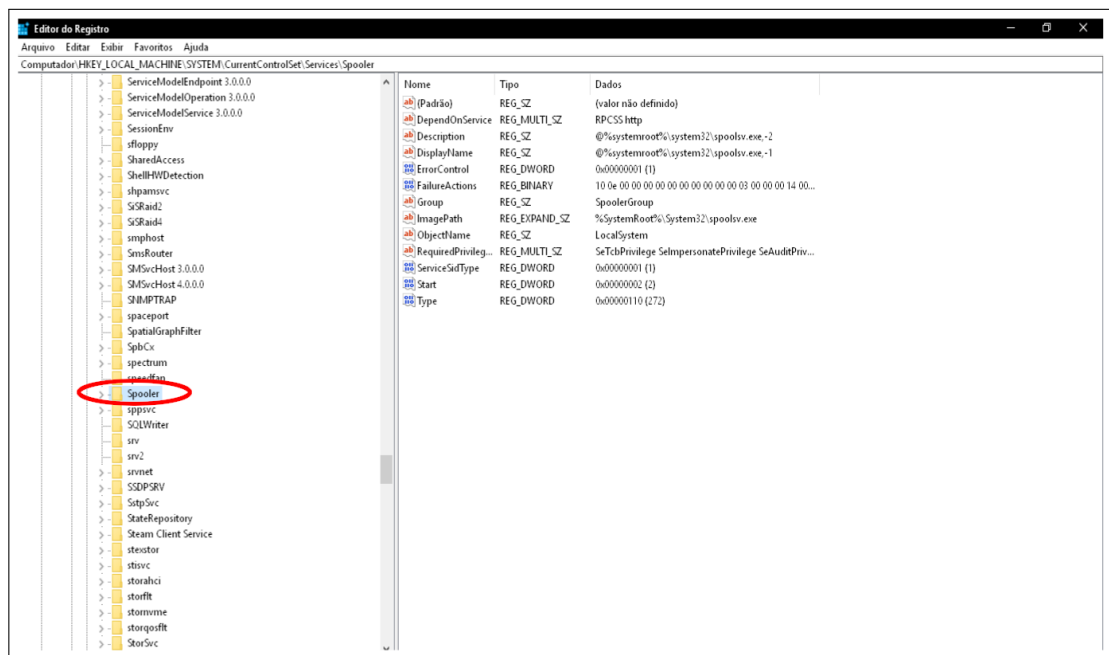 Editor do Registro
Arquivo Editar Exibir Favoritos Ajuda
Computador\HKEY_LOCAL_MACHINE\SYSTEM\CurrentControlSet\Services\Spooler
ServiceModelEndpoint 3.0.0.0
ServiceModelOperation 3.0.0.0
ServiceModelService 3.0.0.0
SessionEnv
sfloppy
SharedAccess
ShellHWDetection
shpamsvc
SiSRaid2
SiSRaid4
smphost
SmsRouter
SMSvcHost 3.0.0.0
SMSvcHost 4.0.0.0
SNMPTRAP
spaceport
SpatialGraphFilter
SpbCx
spectrum
speedfan
Spooler
sppsvc
SQLWriter
srv
srv2
srvnet
SSDPSRV
SstpSvc
StateRepository
Steam Client Service
stexstor
stisvc
storahci
storflt
stornvme
storqosflt
StorSvc
Nome Tipo Dados
(Padrão) REG_SZ (valor não definido)
DependOnService REG_MULTI_SZ RPCSS http
Description REG_SZ @%systemroot%\system32\spoolsv.exe,-2
DisplayName REG_SZ @%systemroot%\system32\spoolsv.exe,-1
ErrorControl REG_DWORD 0x00000001 (1)
FailureActions REG_BINARY 10 0e 00 00 00 00 00 00 00 00 00 00 03 00 00 00 14 00...
Group REG_SZ SpoolerGroup
ImagePath REG_EXPAND_SZ %SystemRoot%\System32\spoolsv.exe
ObjectName REG_SZ LocalSystem
RequiredPrivileg... REG_MULTI_SZ SeTcbPrivilege SeImpersonatePrivilege SeAuditPriv...
ServiceSidType REG_DWORD 0x00000001 (1)
Start REG_DWORD 0x00000002 (2)
Type REG_DWORD 0x00000110 (272)